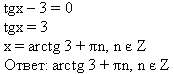 tgx − 3 = 0
tgx = 3
x = arctg 3 + πn, n є Z
Ответ: arctg 3 + πn, n є Z